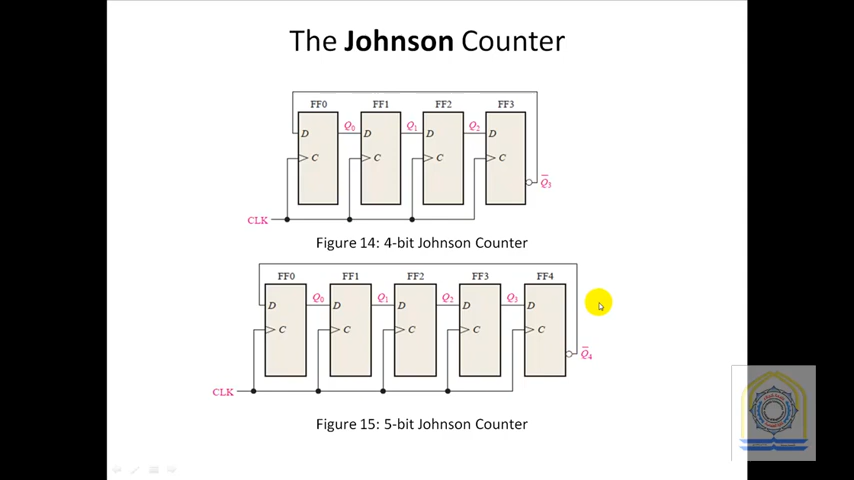 The Johnson Counter
FF0 FF1 FF2 FF3
D Q0 D Q1 D Q2 D
C C C C
Q̅3
CLK
Figure 14: 4-bit Johnson Counter
FF0 FF1 FF2 FF3 FF4
D Q0 D Q1 D Q2 D Q3 D
C C C C C
Q̅4
CLK
Figure 15: 5-bit Johnson Counter